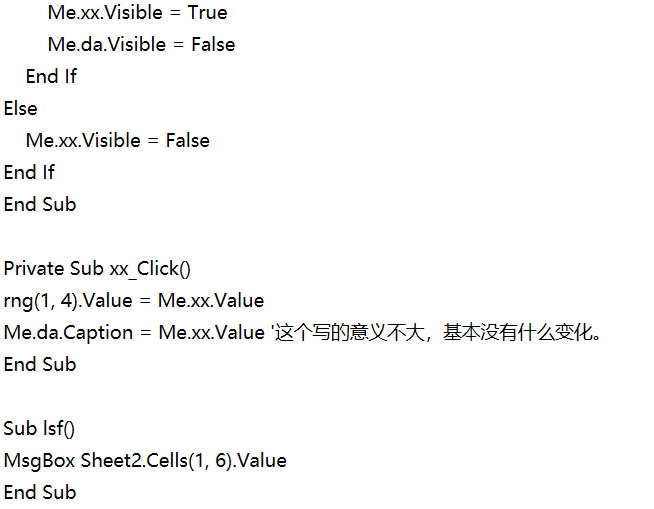 Me.xx.Visible = True
Me.da.Visible = False
End If
Else
Me.xx.Visible = False
End If
End Sub
Private Sub xx_Click()
rng(1, 4).Value = Me.xx.Value
Me.da.Caption = Me.xx.Value '这个写的意义不大，基本没有什么变化。
End Sub
Sub lsf()
MsgBox Sheet2.Cells(1, 6).Value
End Sub